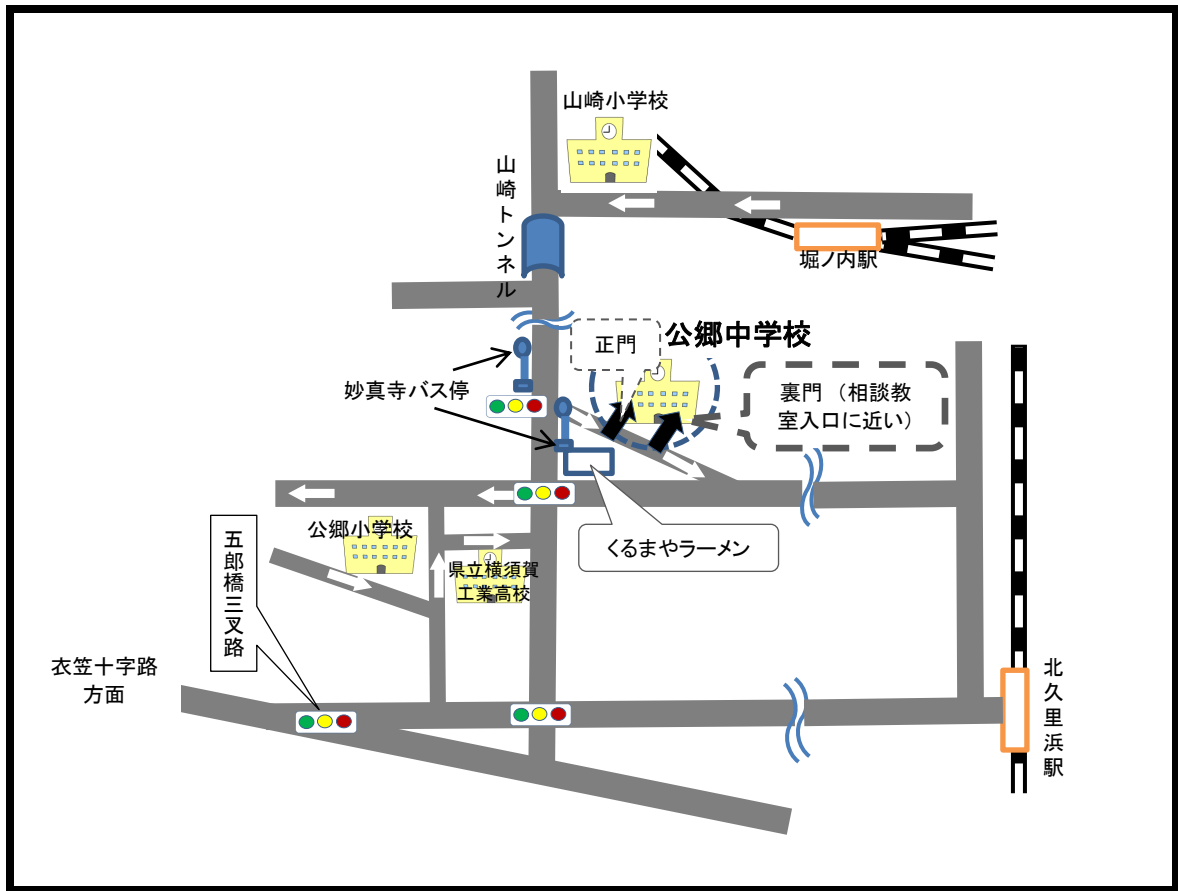 山崎小学校
山崎トンネル
堀ノ内駅
正門
公郷中学校
妙真寺バス停
裏門 (相談教
室入口に近い)
公郷小学校
くるまやラーメン
県立横須賀
工業高校
五郎橋三叉路
衣笠十字路
方面
北久里浜駅